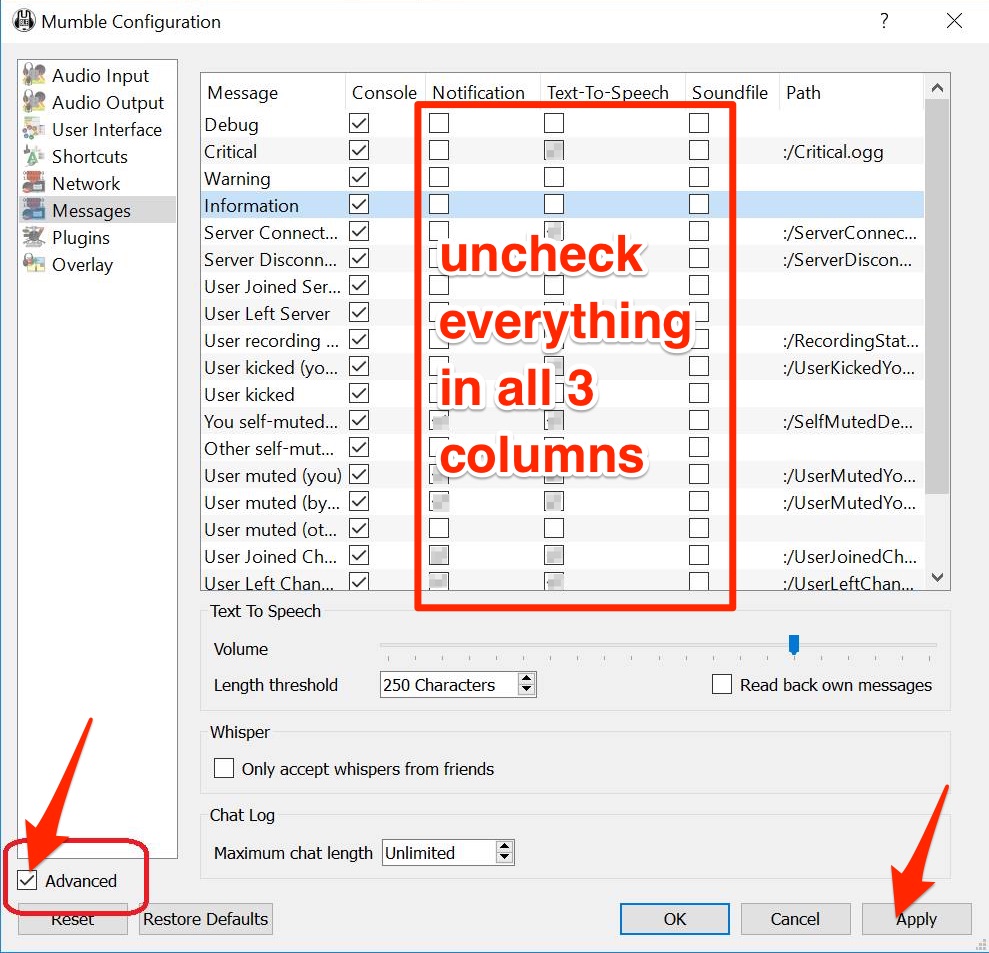 Mumble Configuration
?
Audio Input
Audio Output
User Interface
Shortcuts
Network
Messages
Plugins
Overlay
Message Console Notification Text-To-Speech Soundfile Path
Debug
Critical :/Critical.ogg
Warning
Information
Server Connect... :/ServerConnec...
Server Disconn... :/ServerDiscon...
User Joined Ser...
User Left Server
User recording ... :/RecordingStat...
User kicked (yo... :/UserKickedYo...
User kicked
You self-muted... :/SelfMutedDe...
Other self-mut...
User muted (you) :/UserMutedYo...
User muted (by... :/UserMutedYo...
User muted (ot...
User Joined Ch... :/UserJoinedCh...
User Left Chan... :/UserLeftChan...
uncheck
everything
in all 3
columns
Text To Speech
Volume
Length threshold 250 Characters Read back own messages
Whisper
Only accept whispers from friends
Chat Log
Maximum chat length Unlimited
Advanced
Reset Restore Defaults OK Cancel Apply